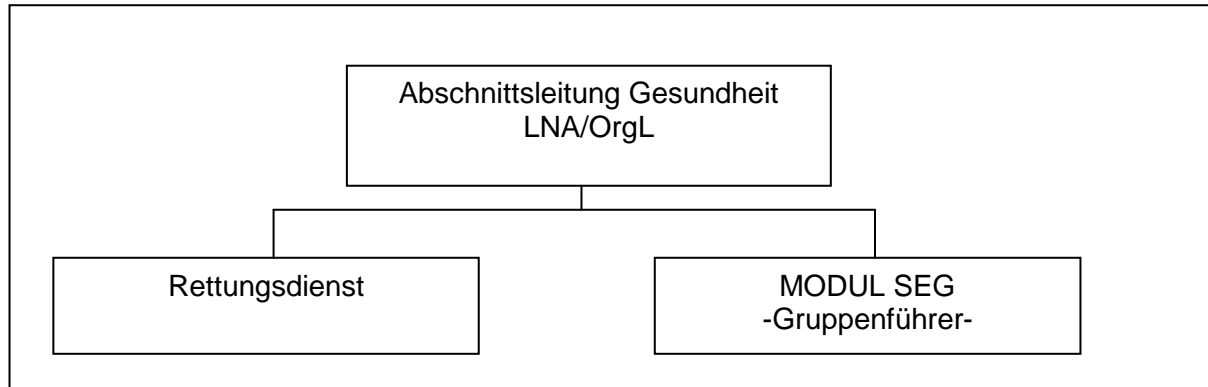 Abschnittsleitung Gesundheit
LNA/OrgL
Rettungsdienst
MODUL SEG
-Gruppenführer-